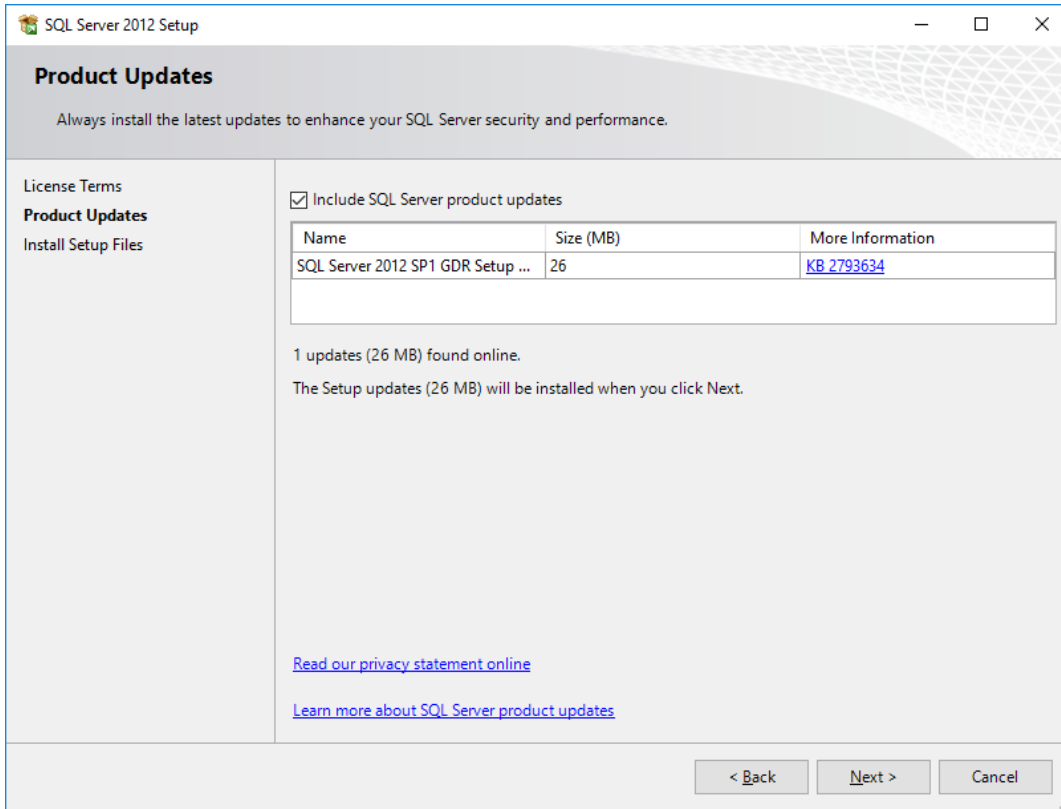 SQL Server 2012 Setup
Product Updates
Always install the latest updates to enhance your SQL Server security and performance.
License Terms
Product Updates
Install Setup Files
Include SQL Server product updates
Name Size (MB) More Information
SQL Server 2012 SP1 GDR Setup ... 26 KB 2793634
1 updates (26 MB) found online.
The Setup updates (26 MB) will be installed when you click Next.
Read our privacy statement online
Learn more about SQL Server product updates
< Back Next > Cancel